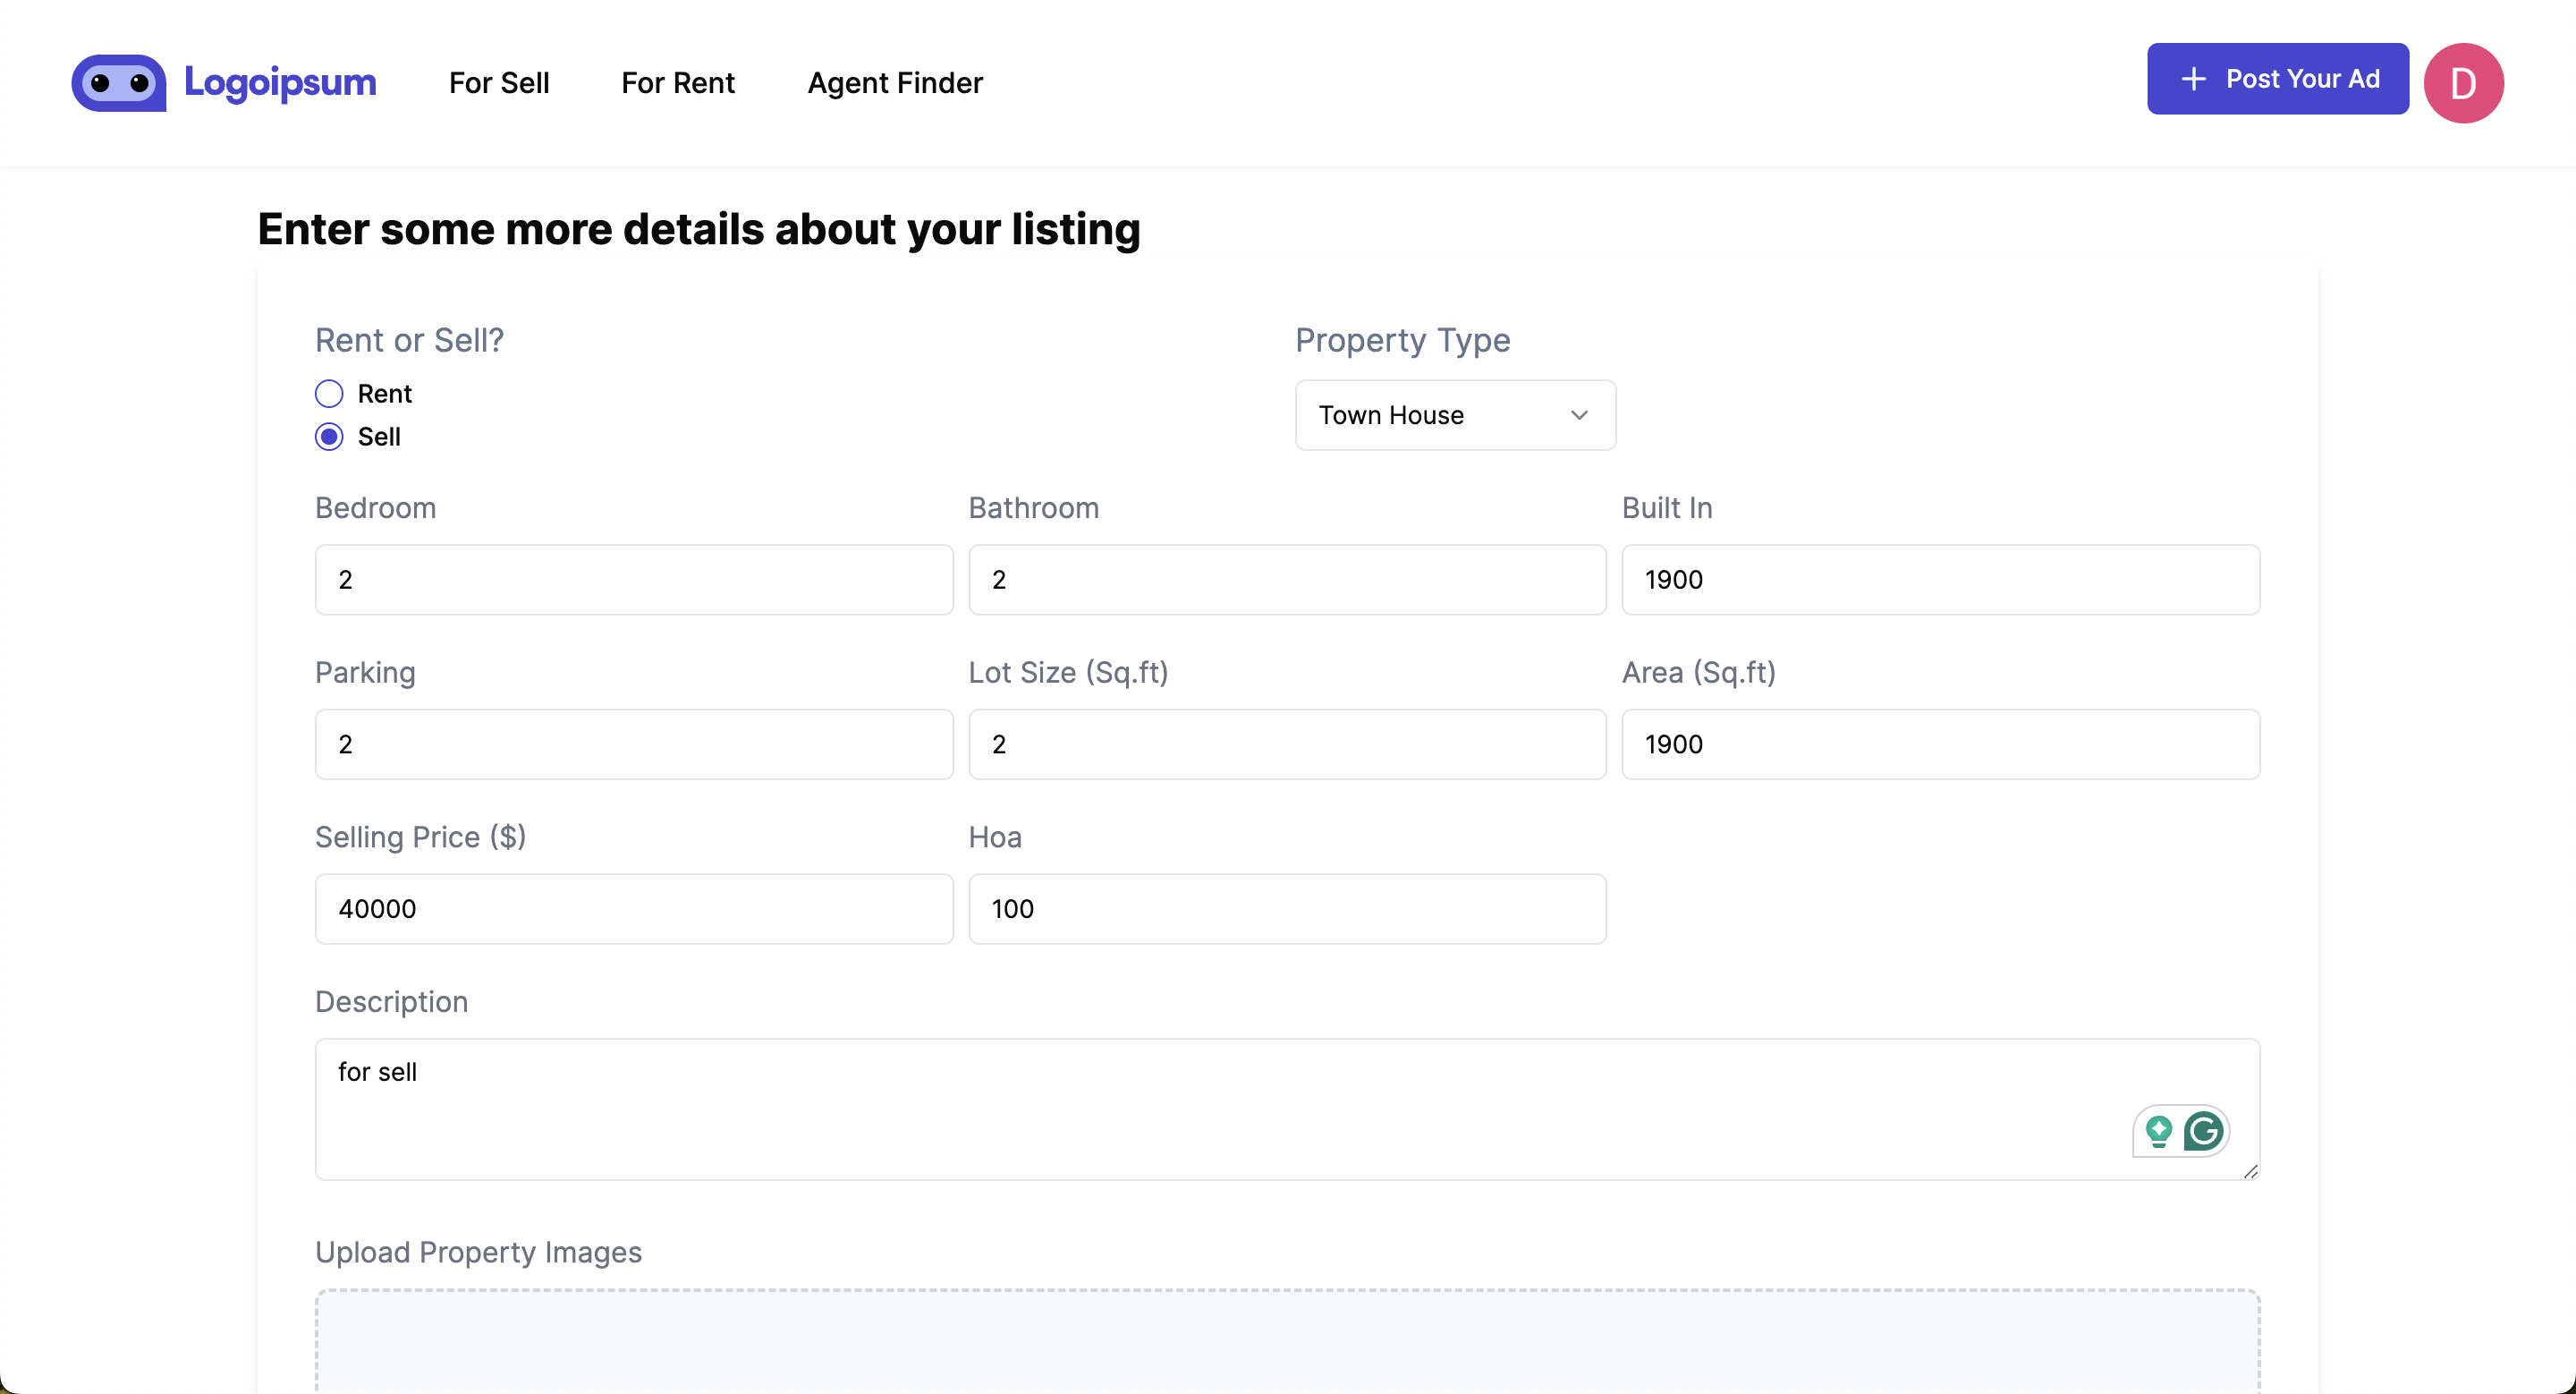 Logoipsum For Sell For Rent Agent Finder + Post Your Ad D
Enter some more details about your listing
Rent or Sell? Property Type
Rent
Sell
Town House
Bedroom Bathroom Built In
2 2 1900
Parking Lot Size (Sq.ft) Area (Sq.ft)
2 2 1900
Selling Price ($) Hoa
40000 100
Description
for sell
Upload Property Images